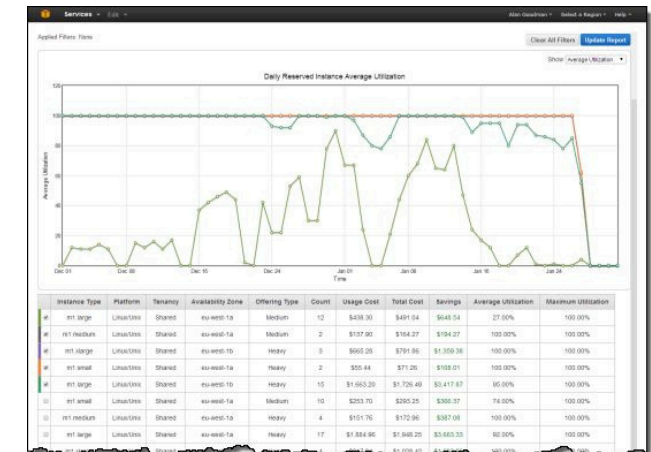 Services Edit Alan Goodman Select a Region Help
Applied Filters: None
Clear All Filters Update Report
Show Average Utilization
Daily Reserved Instance Average Utilization
120
100
80
60
40
20
0
Average Utilization
Dec 01 Dec 08 Dec 16 Dec 24 Jan 01 Jan 08 Jan 16 Jan 24
Time
Instance Type Platform Tenancy Availability Zone Offering Type Count Usage Cost Total Cost Savings Average Utilization Maximum Utilization
m1.large Linux/Unix Shared eu-west-1a Medium 12 $438.30 $491.04 $648.54 27.00% 100.00%
m1.medium Linux/Unix Shared eu-west-1a Medium 2 $137.90 $164.27 $104.27 100.00% 100.00%
m1.xlarge Linux/Unix Shared eu-west-1b Heavy 3 $665.28 $791.86 $1,359.38 100.00% 100.00%
m1.small Linux/Unix Shared eu-west-1a Heavy 2 $55.44 $71.26 $108.01 100.00% 100.00%
m1.large Linux/Unix Shared eu-west-1b Heavy 15 $1,663.20 $1,726.49 $3,417.67 85.00% 100.00%
m1.small Linux/Unix Shared eu-west-1a Medium 10 $253.70 $293.25 $366.37 74.00% 100.00%
m1.medium Linux/Unix Shared eu-west-1a Heavy 4 $151.76 $172.96 $387.08 100.00% 100.00%
m1.large Linux/Unix Shared eu-west-1a Heavy 17 $1,884.96 $1,948.25 $3,663.33 92.00% 100.00%